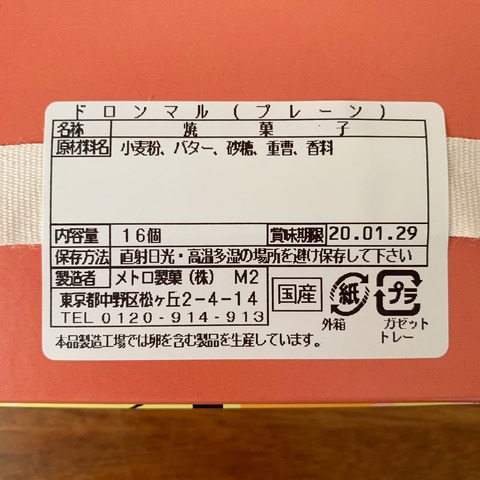 ドロンマル(プレーン)
名称 焼菓子
原材料名 小麦粉、バター、砂糖、重曹、香料
内容量 16個 賞味期限 20.01.29
保存方法 直射日光・高温多湿の場所を避け保存して下さい
製造者 メトロ製菓(株) M2
東京都中野区松ヶ丘2-4-14
TEL 0120-914-913
国産
紙
外箱
プラ
ガゼット
トレー
本品製造工場では卵を含む製品を生産しています。